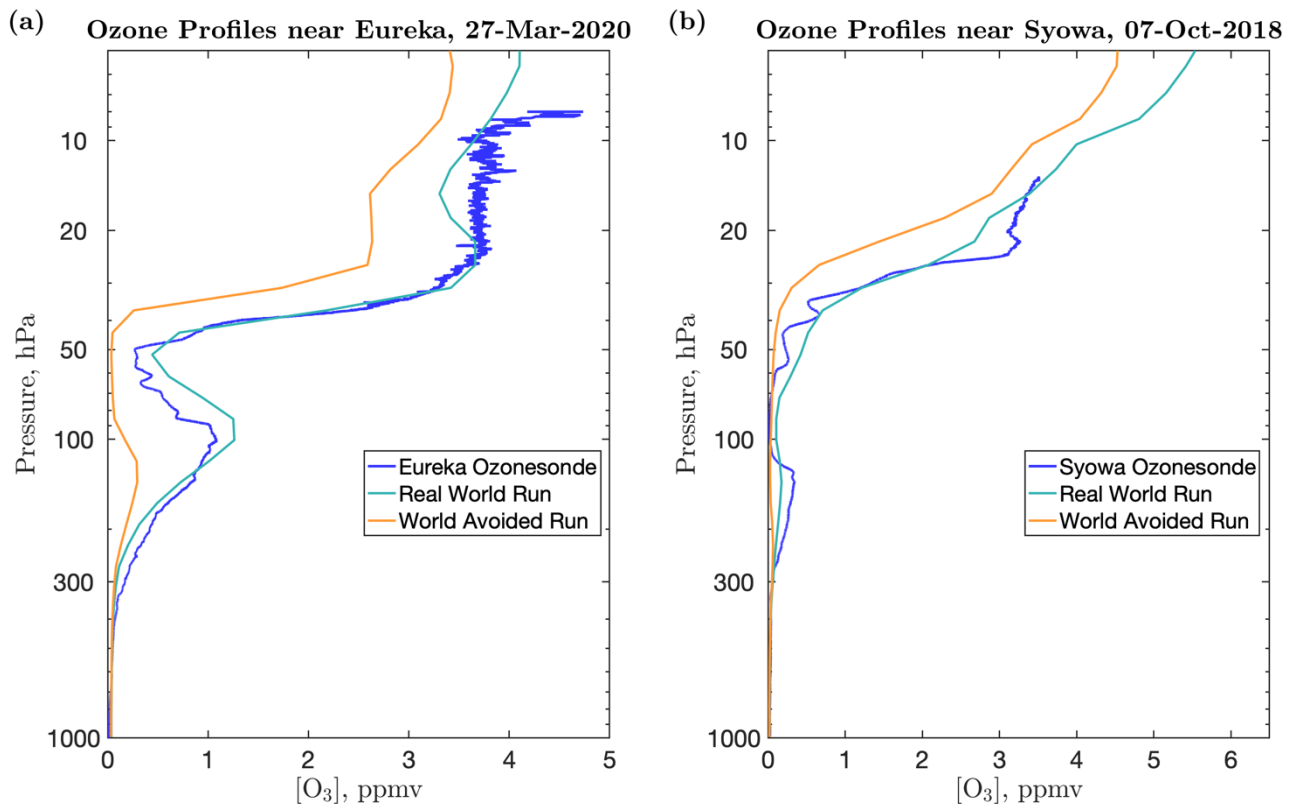 (a) Ozone Profiles near Eureka, 27-Mar-2020
Pressure, hPa
10
20
50
100
300
1000
0 1 2 3 4 5
[O₃], ppmv
Eureka Ozonesonde
Real World Run
World Avoided Run
(b) Ozone Profiles near Syowa, 07-Oct-2018
Pressure, hPa
10
20
50
100
300
1000
0 1 2 3 4 5 6
[O₃], ppmv
Syowa Ozonesonde
Real World Run
World Avoided Run